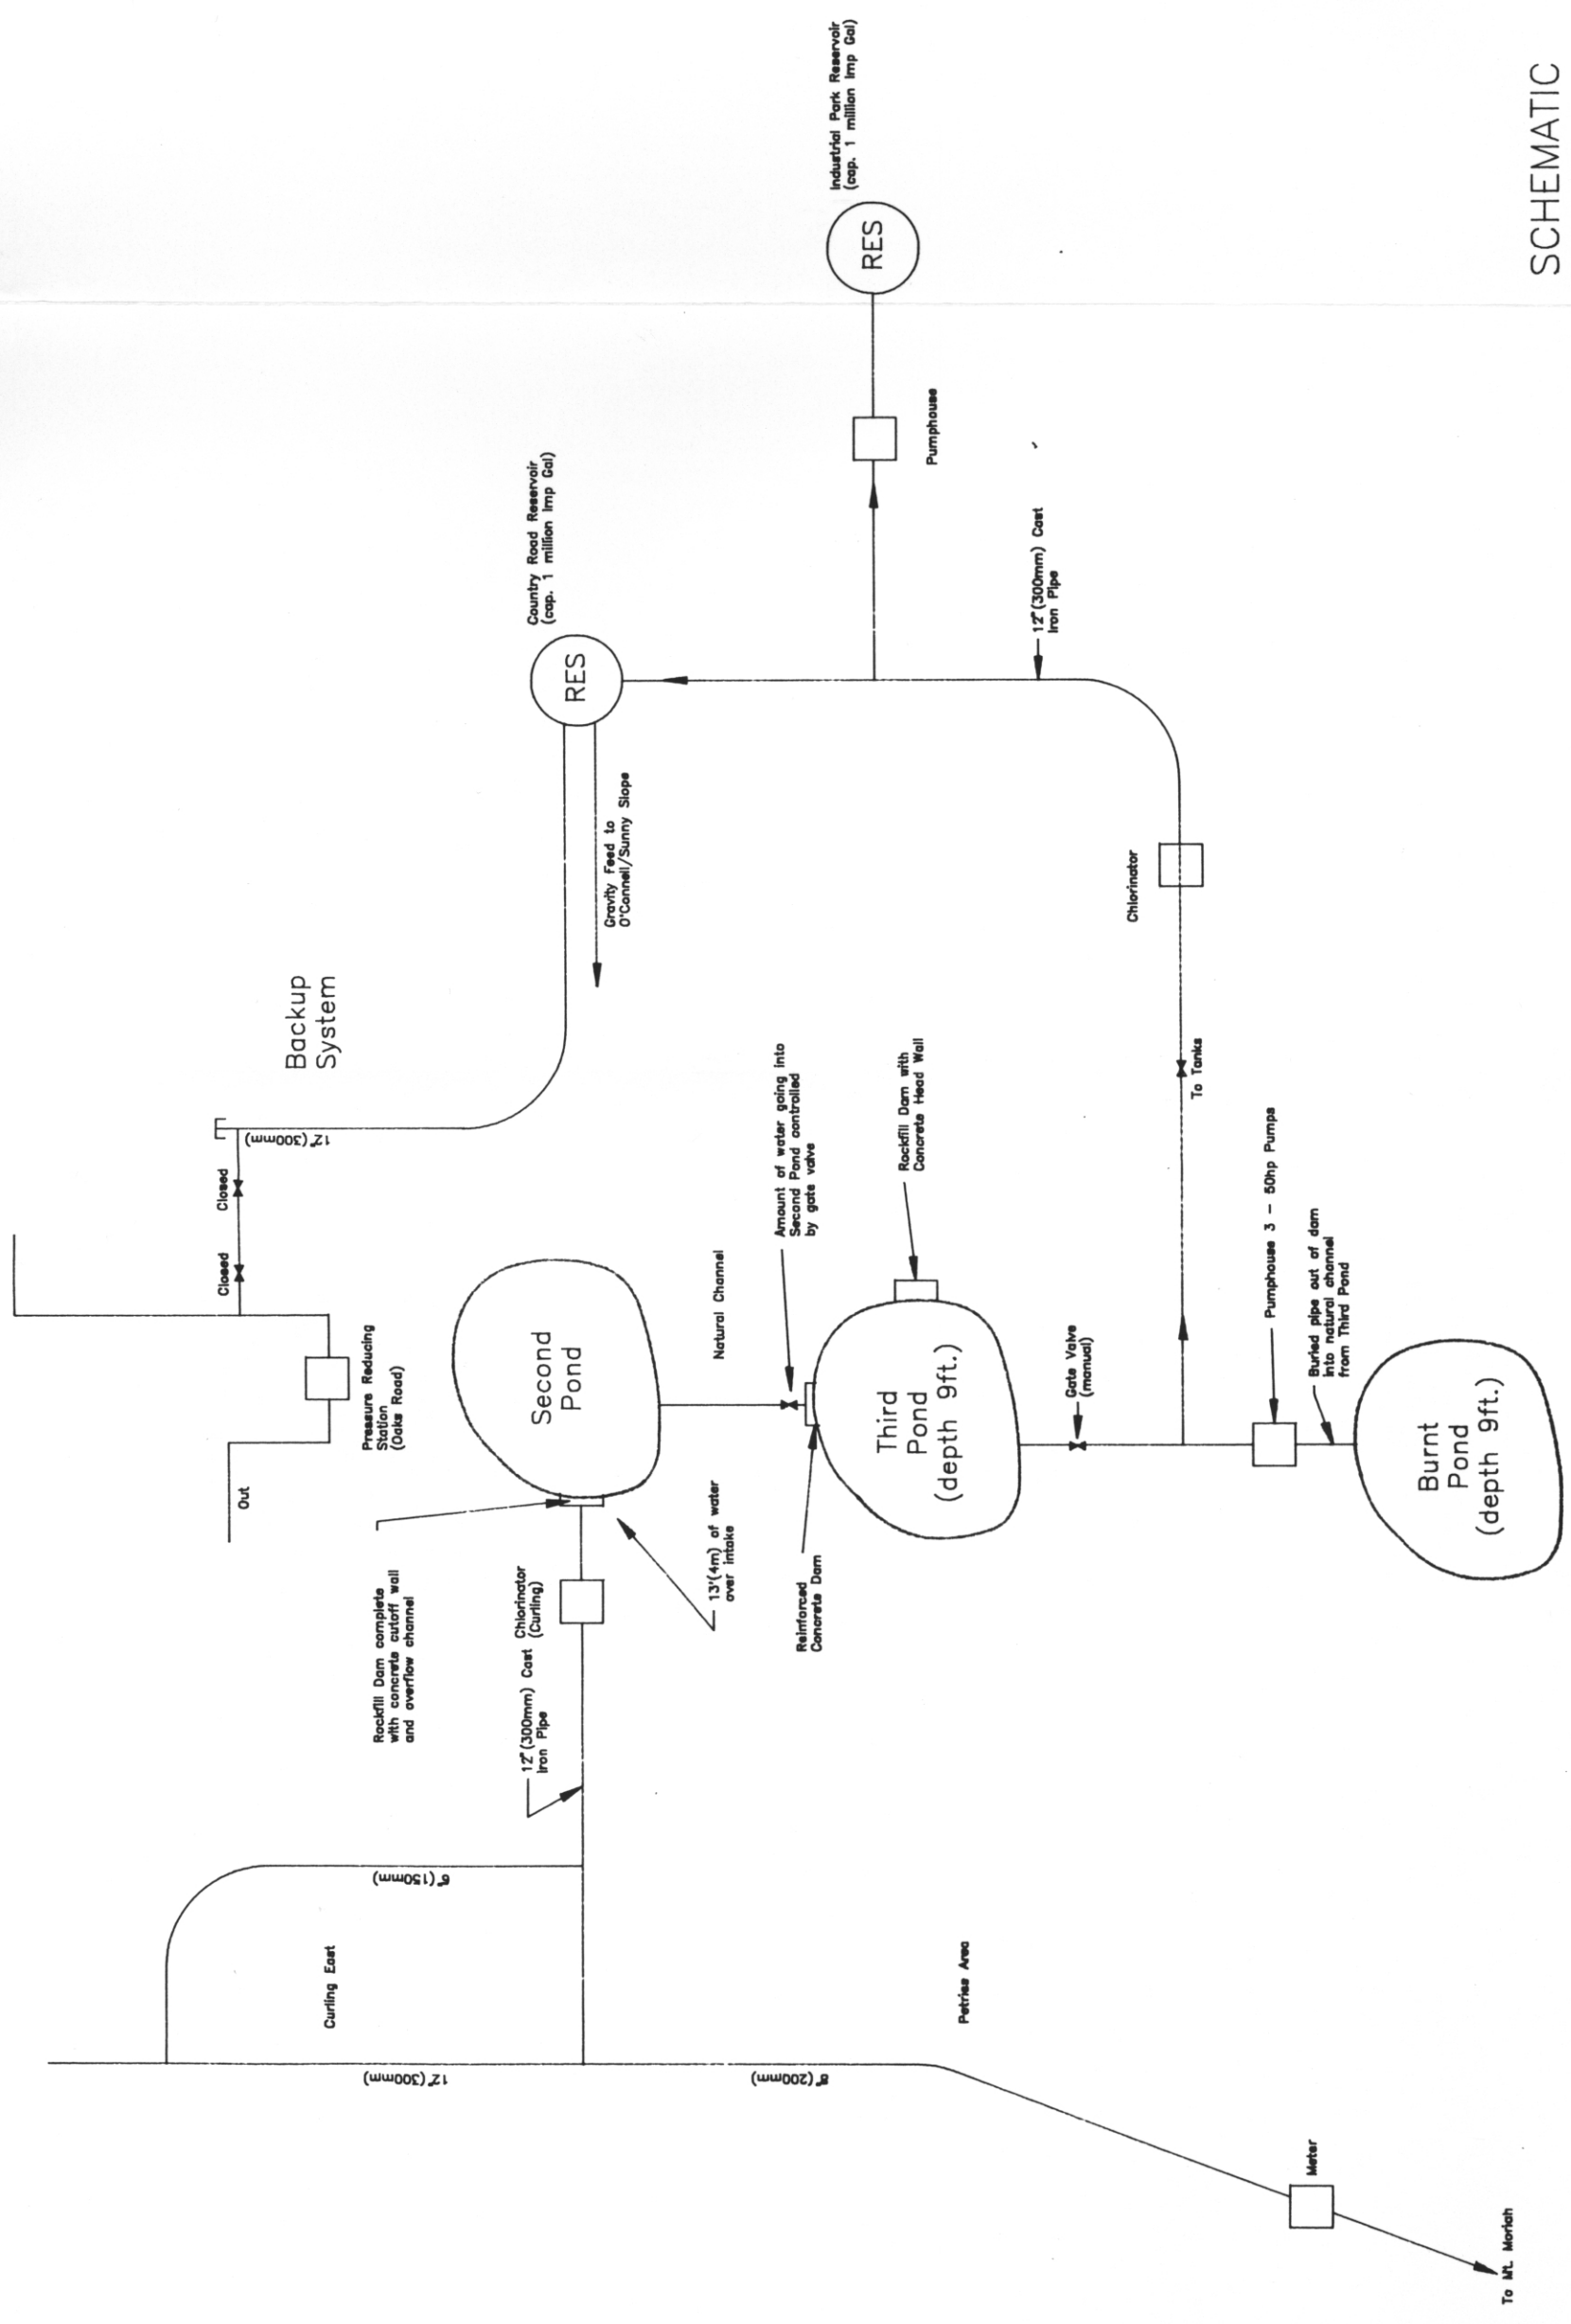 Industrial Park Reservoir
(cap. 1 million Imp Gal)
RES
Pumphouse
SCHEMATIC
Country Road Reservoir
(cap. 1 million Imp Gal)
RES
12"(300mm) Cast
Iron Pipe
Gravity Feed to
O'Connell/Sunny Slope
Chlorinator
Backup
System
12"(300mm)
Closed
Closed
To Tanks
Amount of water going into
Second Pond controlled
by gate valve
Rockfill Dam with
Concrete Head Wall
Natural Channel
Pumphouse 3 - 50hp Pumps
Buried pipe out of dam
into natural channel
from Third Pond
Gate Valve
(manual)
Pressure Reducing
Station
(Oaks Road)
Out
Second
Pond
Third
Pond
(depth 9ft.)
Burnt
Pond
(depth 9ft.)
13'(4m) of water
over intake
Reinforced
Concrete Dam
Rockfill Dam complete
with concrete cutoff wall
and overflow channel
Chlorinator
(Curling)
12"(300mm) Cast
Iron Pipe
6"(150mm)
Curling East
Petries Area
12"(300mm)
8"(200mm)
Meter
To Mt. Moriah